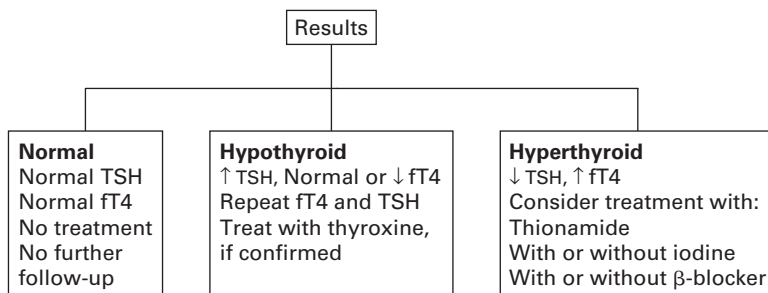 Results
Normal
Normal TSH
Normal fT4
No treatment
No further
follow-up
Hypothyroid
↑ TSH, Normal or ↓ fT4
Repeat fT4 and TSH
Treat with thyroxine,
if confirmed
Hyperthyroid
↓ TSH, ↑ fT4
Consider treatment with:
Thionamide
With or without iodine
With or without β-blocker